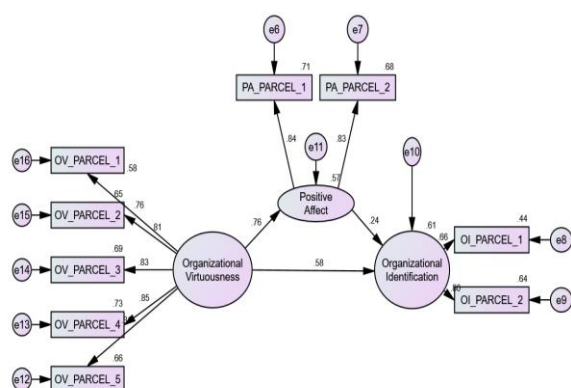 e6
e7
.71
.68
PA_PARCEL_1
PA_PARCEL_2
e11
e10
.84
.83
.57
e16
OV_PARCEL_1
.58
Positive
Affect
.65
.76
e15
OV_PARCEL_2
.81
.76
.24
.61
.44
.66
OI_PARCEL_1
e8
.69
e14
OV_PARCEL_3
.83
Organizational
Virtuousness
.58
Organizational
Identification
.64
OI_PARCEL_2
e9
.73
.85
e13
OV_PARCEL_4
.66
e12
OV_PARCEL_5